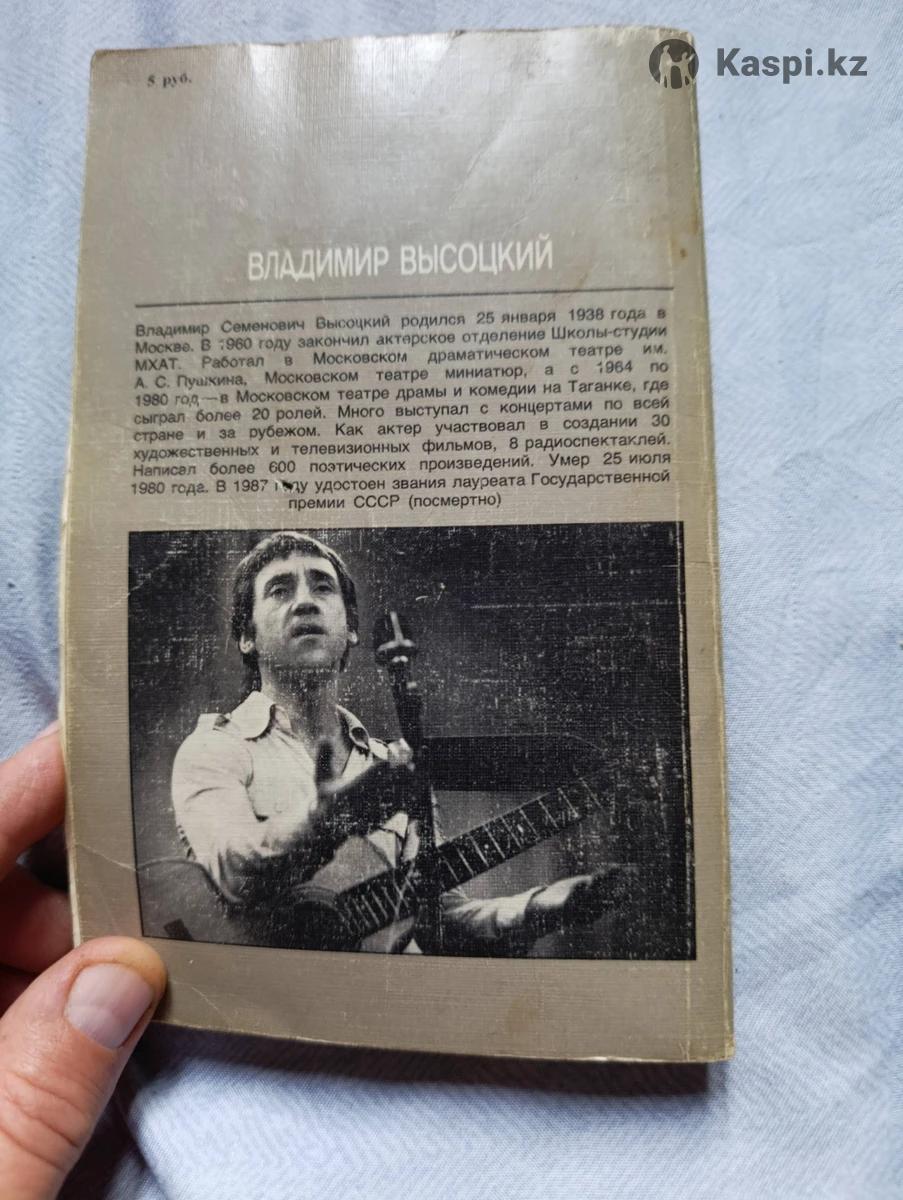 Kaspi.kz
5 руб.
ВЛАДИМИР ВЫСОЦКИЙ
Владимир Семенович Высоцкий родился 25 января 1938 года в
Москве. В 1960 году закончил актерское отделение Школы-студии
МХАТ. Работал в Московском драматическом театре им.
А. С. Пушкина, Московском театре миниатюр, а с 1964 по
1980 год — в Московском театре драмы и комедии на Таганке, где
сыграл более 20 ролей. Много выступал с концертами по всей
стране и за рубежом. Как актер участвовал в создании 30
художественных и телевизионных фильмов, 8 радиоспектаклей.
Написал более 600 поэтических произведений. Умер 25 июля
1980 года. В 1987 году удостоен звания лауреата Государственной
премии СССР (посмертно)